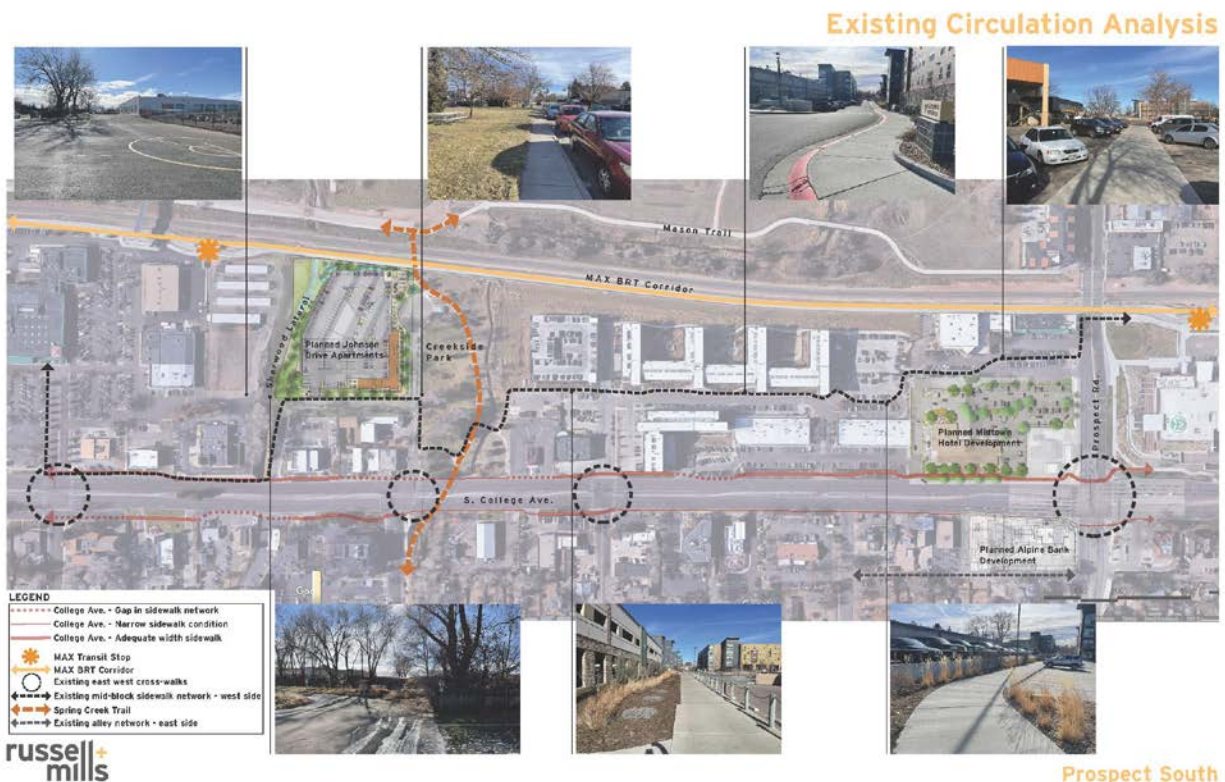 Existing Circulation Analysis
Mason Trail
MAX BRT Corridor
Sherwood Lateral
Planned Johnson
Drive Apartments
Creekside
Park
Prospect Rd.
Planned Midtown
Hotel Development
S. College Ave.
Planned Alpine Bank
Development
LEGEND
College Ave. - Gap in sidewalk network
College Ave. - Narrow sidewalk condition
College Ave. - Adequate width sidewalk
MAX Transit Stop
MAX BRT Corridor
Existing east west cross-walks
Existing mid-block sidewalk network - west side
Spring Creek Trail
Existing alley network - east side
russell+
mills
Prospect South